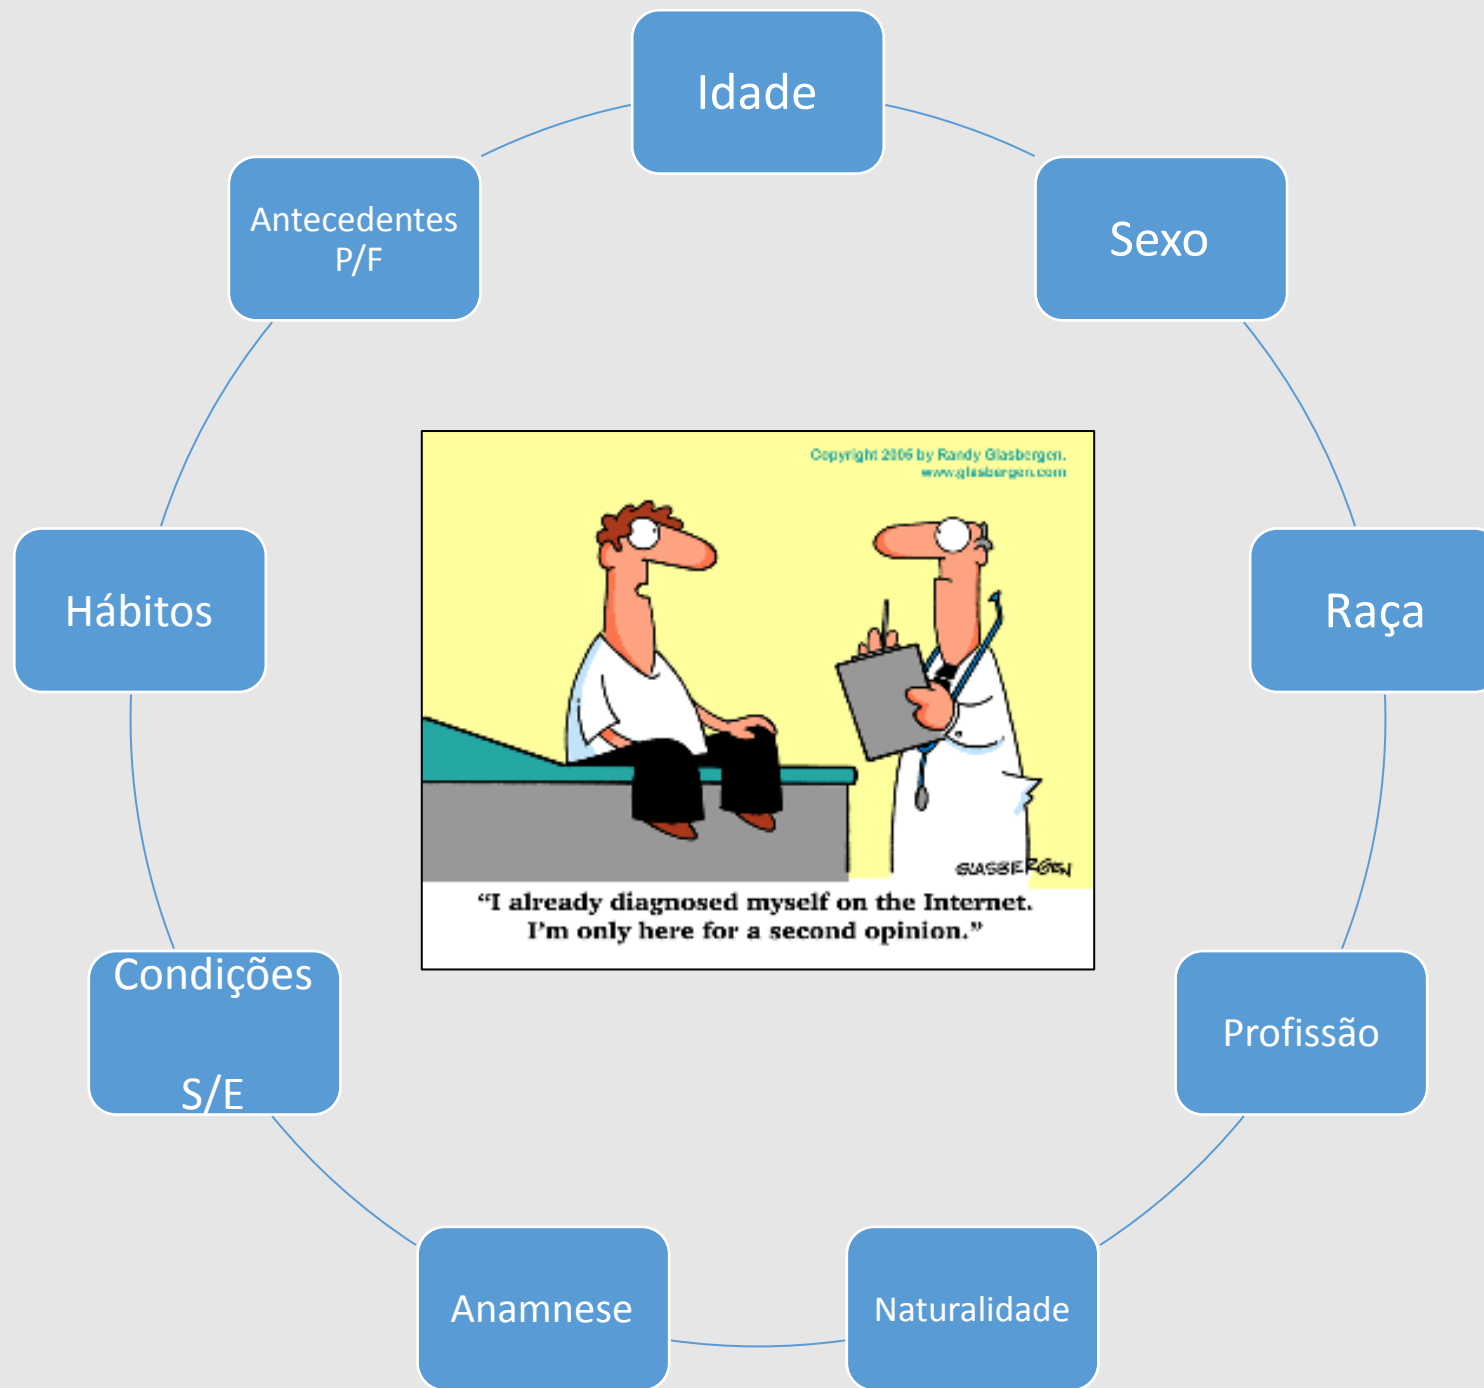 Idade
Antecedentes
P/F
Sexo
Copyright 2006 by Randy Glasbergen.
www.glasbergen.com
Hábitos
Raça
GLASBERGEN
“I already diagnosed myself on the Internet.
I’m only here for a second opinion.”
Condições
S/E
Profissão
Anamnese
Naturalidade